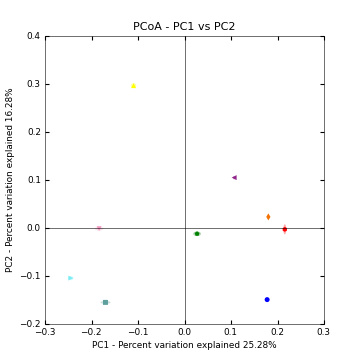 PCoA - PC1 vs PC2
0.4
0.3
0.2
0.1
0.0
−0.1
−0.2
−0.3 −0.2 −0.1 0.0 0.1 0.2 0.3
PC2 - Percent variation explained 16.28%
PC1 - Percent variation explained 25.28%